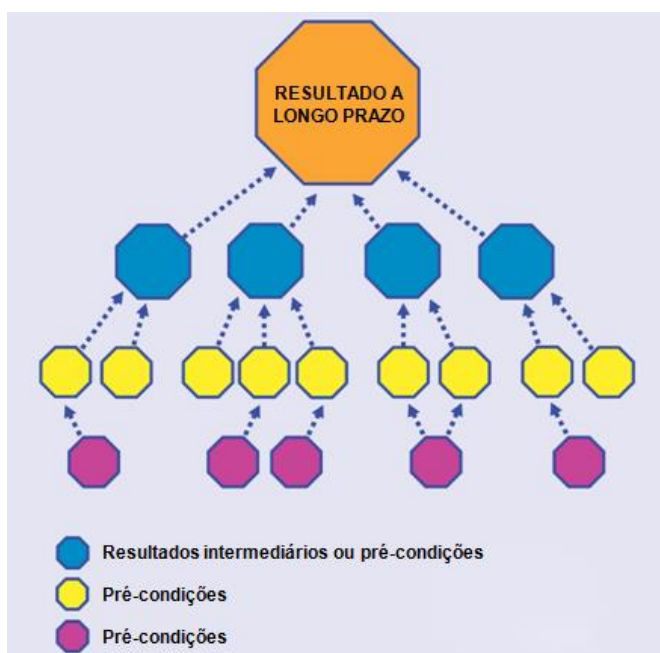 RESULTADO A
LONGO PRAZO
Resultados intermediários ou pré-condições
Pré-condições
Pré-condições